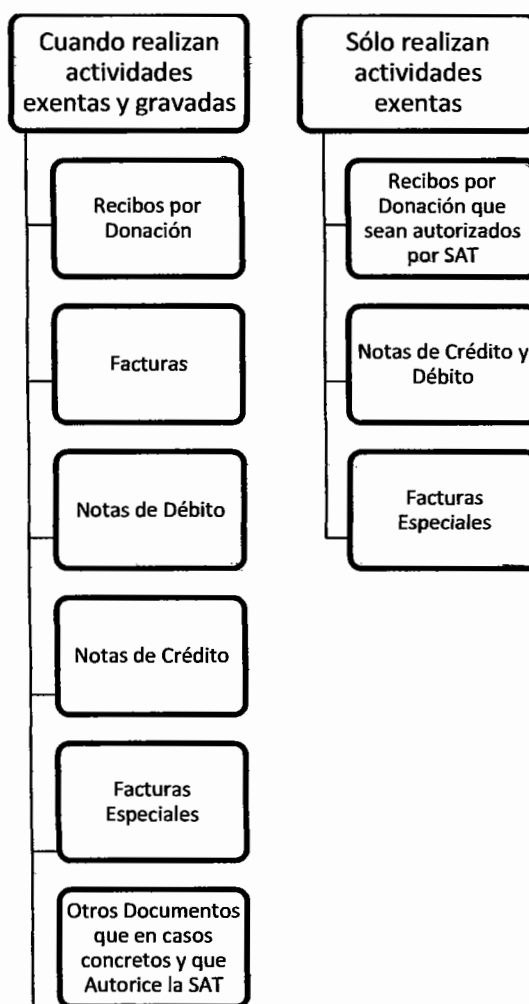 Cuando realizan
actividades
exentas y gravadas
Recibos por
Donación
Facturas
Notas de Débito
Notas de Crédito
Facturas
Especiales
Otros Documentos
que en casos
concretos y que
Autorice la SAT
Sólo realizan
actividades
exentas
Recibos por
Donación que
sean autorizados
por SAT
Notas de Crédito y
Débito
Facturas
Especiales